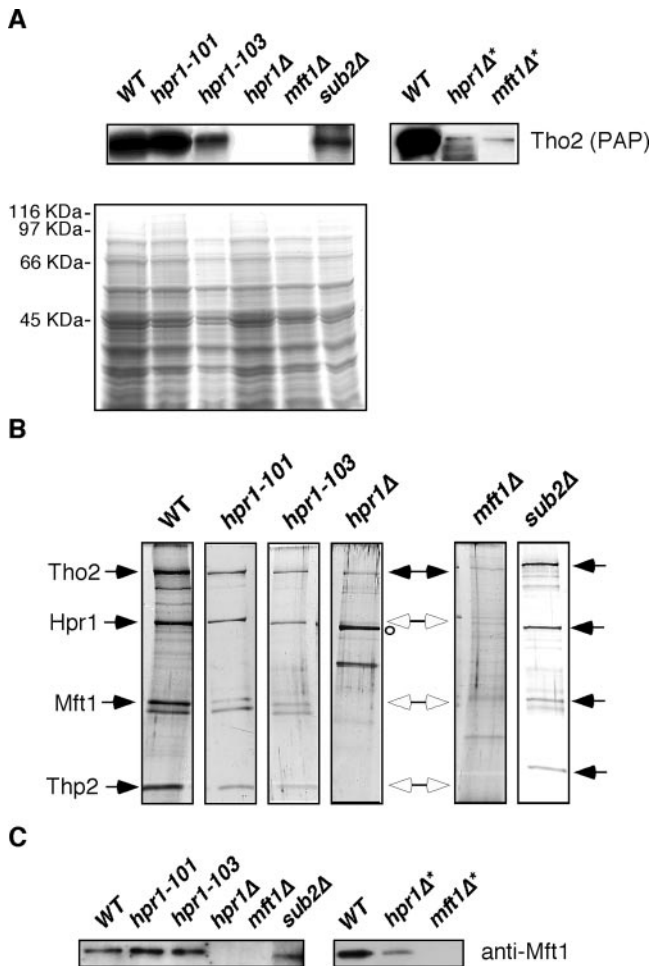 A
WT hpr1-101 hpr1-103 hpr1Δ mft1Δ sub2Δ WT hpr1Δ* mft1Δ*
Tho2 (PAP)
116 KDa-
97 KDa-
66 KDa-
45 KDa-
B
WT hpr1-101 hpr1-103 hpr1Δ mft1Δ sub2Δ
Tho2
Hpr1
Mft1
Thp2
C
WT hpr1-101 hpr1-103 hpr1Δ mft1Δ sub2Δ WT hpr1Δ* mft1Δ*
anti-Mft1